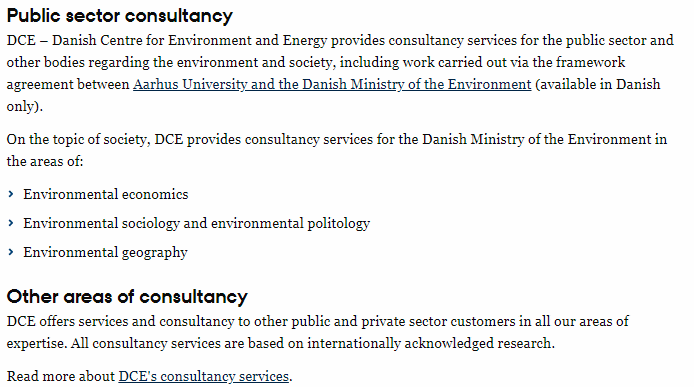 Public sector consultancy
DCE – Danish Centre for Environment and Energy provides consultancy services for the public sector and
other bodies regarding the environment and society, including work carried out via the framework
agreement between Aarhus University and the Danish Ministry of the Environment (available in Danish
only).
On the topic of society, DCE provides consultancy services for the Danish Ministry of the Environment in
the areas of:
› Environmental economics
› Environmental sociology and environmental politology
› Environmental geography
Other areas of consultancy
DCE offers services and consultancy to other public and private sector customers in all our areas of
expertise. All consultancy services are based on internationally acknowledged research.
Read more about DCE's consultancy services.